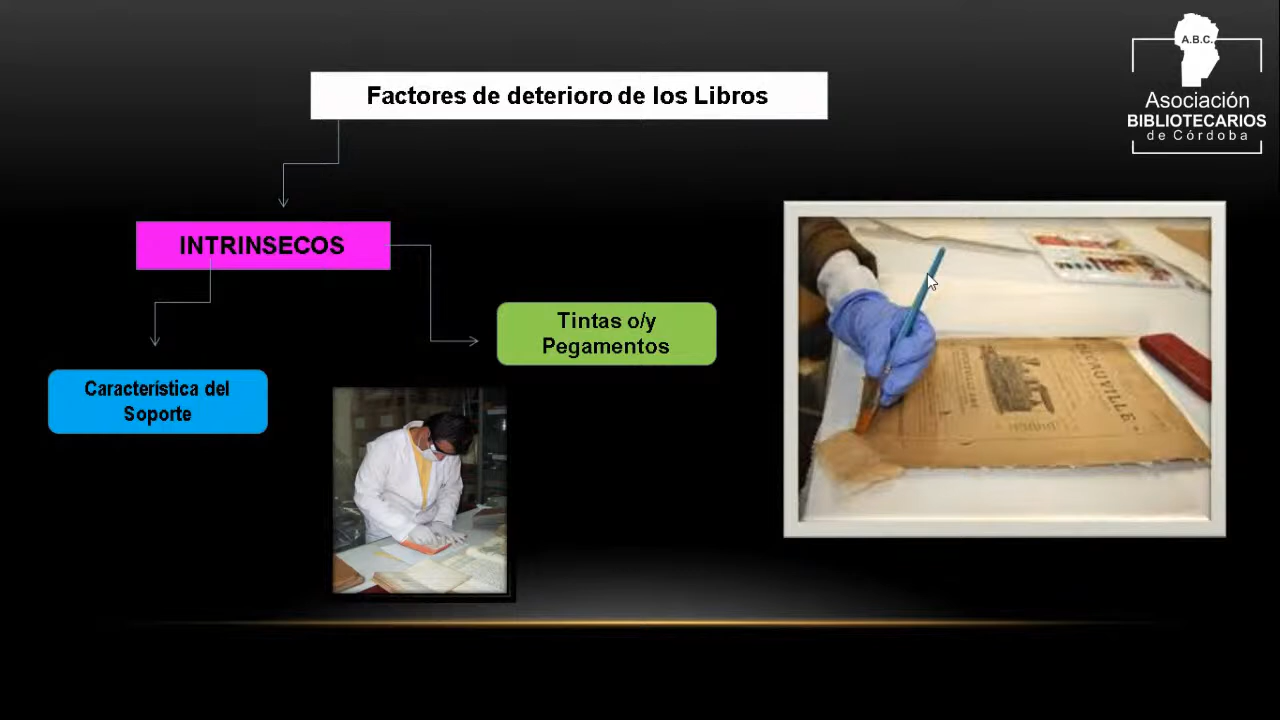 Factores de deterioro de los Libros
A.B.C.
Asociación
BIBLIOTECARIOS
de Córdoba
INTRINSECOS
Tintas o/y
Pegamentos
Característica del
Soporte